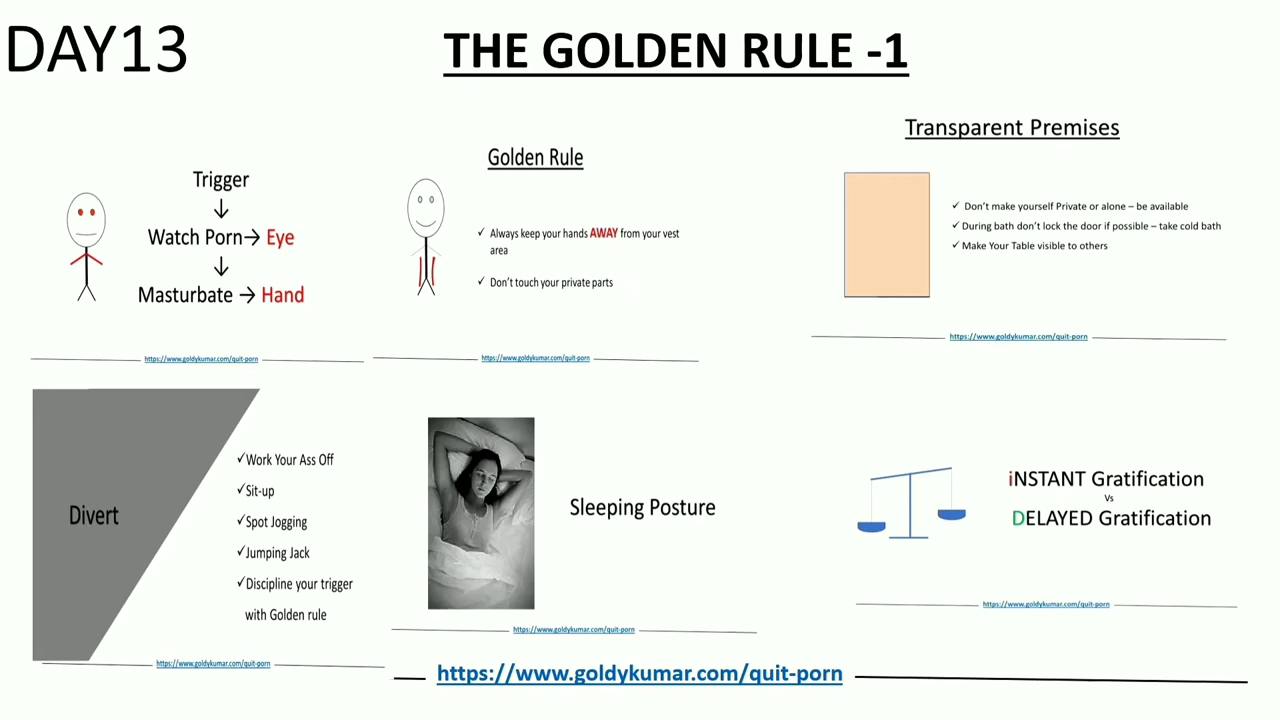 DAY13
THE GOLDEN RULE -1
Trigger
↓
Watch Porn→ Eye
↓
Masturbate → Hand
https://www.goldykumar.com/quit-porn
Golden Rule
✓ Always keep your hands AWAY from your vest
area
✓ Don't touch your private parts
https://www.goldykumar.com/quit-porn
Transparent Premises
✓ Don't make yourself Private or alone – be available
✓ During bath don't lock the door if possible – take cold bath
✓ Make Your Table visible to others
https://www.goldykumar.com/quit-porn
Divert
✓Work Your Ass Off
✓Sit-up
✓Spot Jogging
✓Jumping Jack
✓Discipline your trigger
with Golden rule
https://www.goldykumar.com/quit-porn
Sleeping Posture
https://www.goldykumar.com/quit-porn
iNSTANT Gratification
Vs
DELAYED Gratification
https://www.goldykumar.com/quit-porn
https://www.goldykumar.com/quit-porn